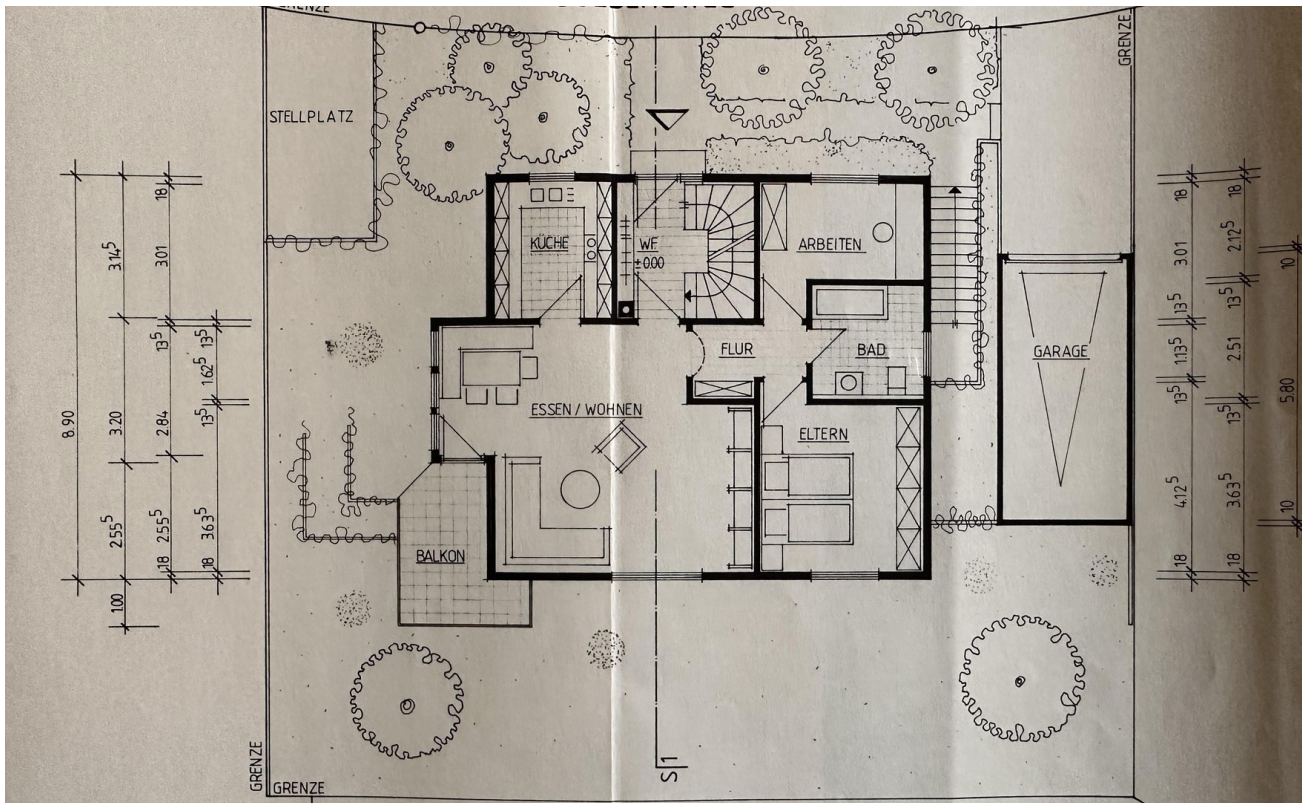 GRENZE
STELLPLATZ
KÜCHE
WF
±0.00
ARBEITEN
FLUR
BAD
GARAGE
ESSEN / WOHNEN
ELTERN
BALKON
S 1
GRENZE
GRENZE
GRENZE
8.90
3.14⁵
3.20
2.55⁵
1.00
18
3.01
13⁵
2.84
2.55⁵
18
13⁵
1.62⁵
13⁵
3.63⁵
18
18
3.01
13⁵
1.13⁵
13⁵
4.12⁵
18
18
2.12⁵
13⁵
2.51
13⁵
3.63⁵
18
10
5.80
10